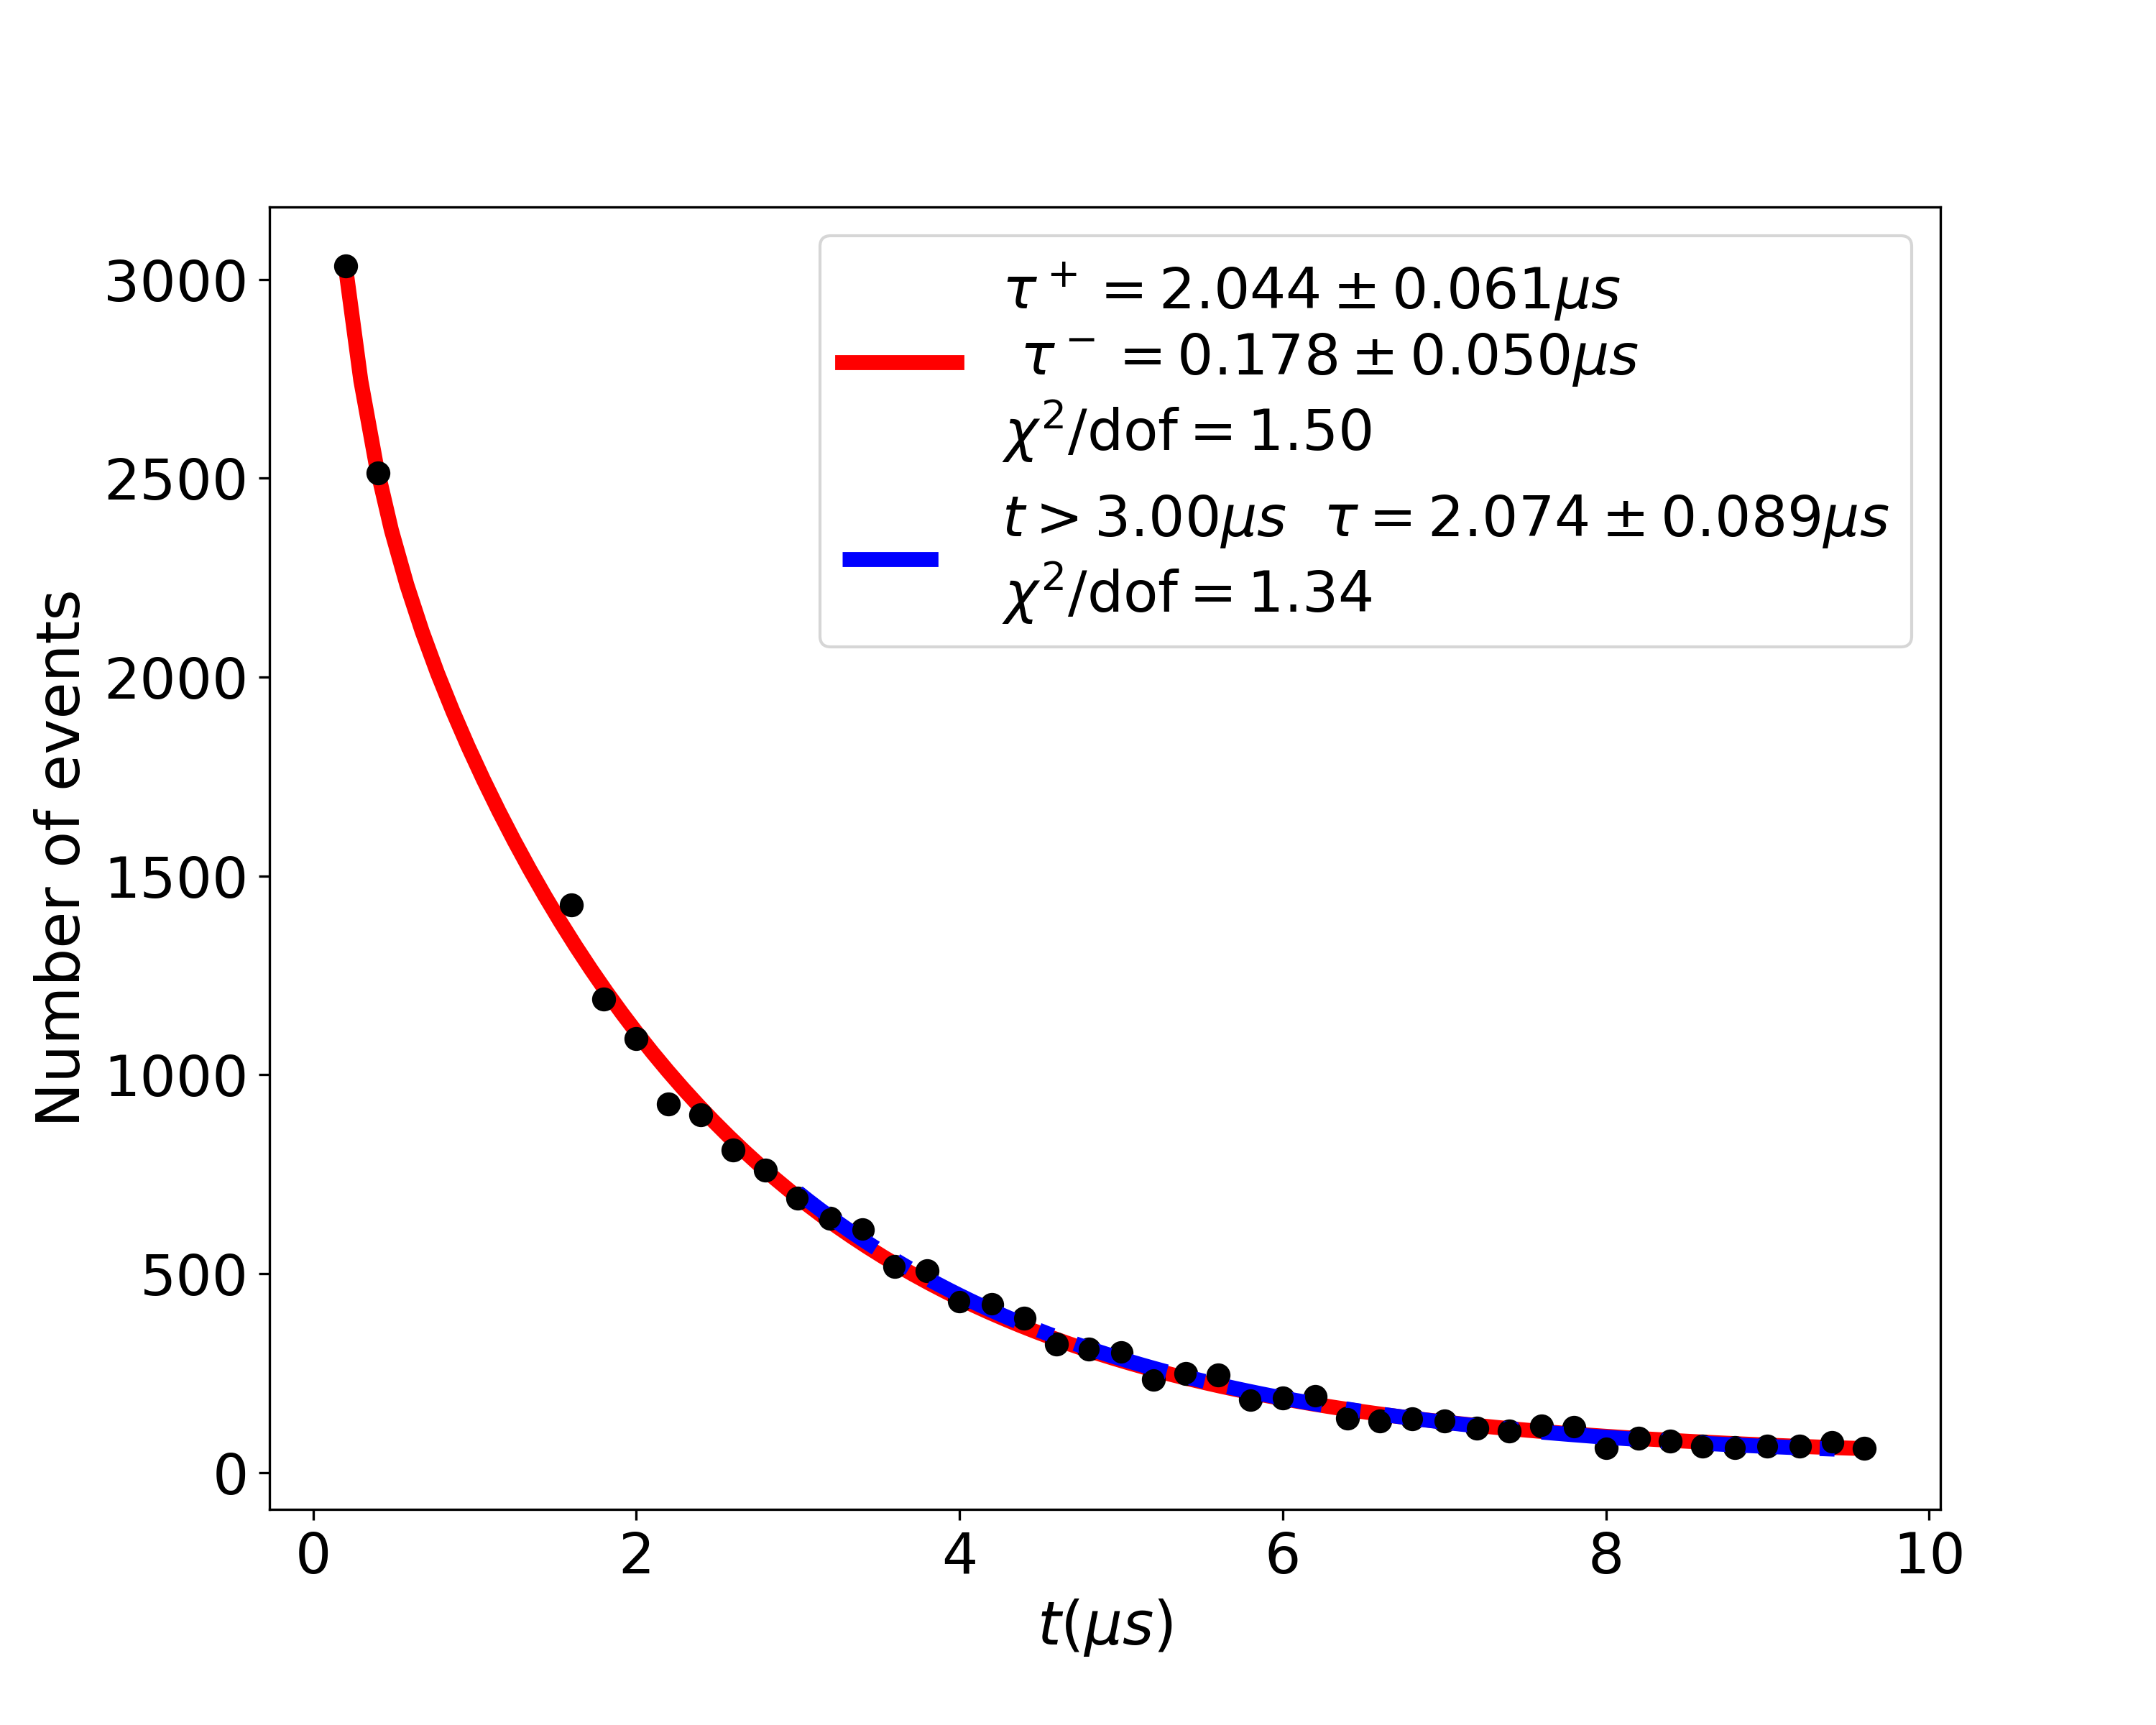 τ⁺ = 2.044 ± 0.061μs
τ⁻ = 0.178 ± 0.050μs
χ²/dof = 1.50
t > 3.00μs τ = 2.074 ± 0.089μs
χ²/dof = 1.34
3000
2500
2000
1500
1000
500
0
Number of events
0 2 4 6 8 10
t(μs)